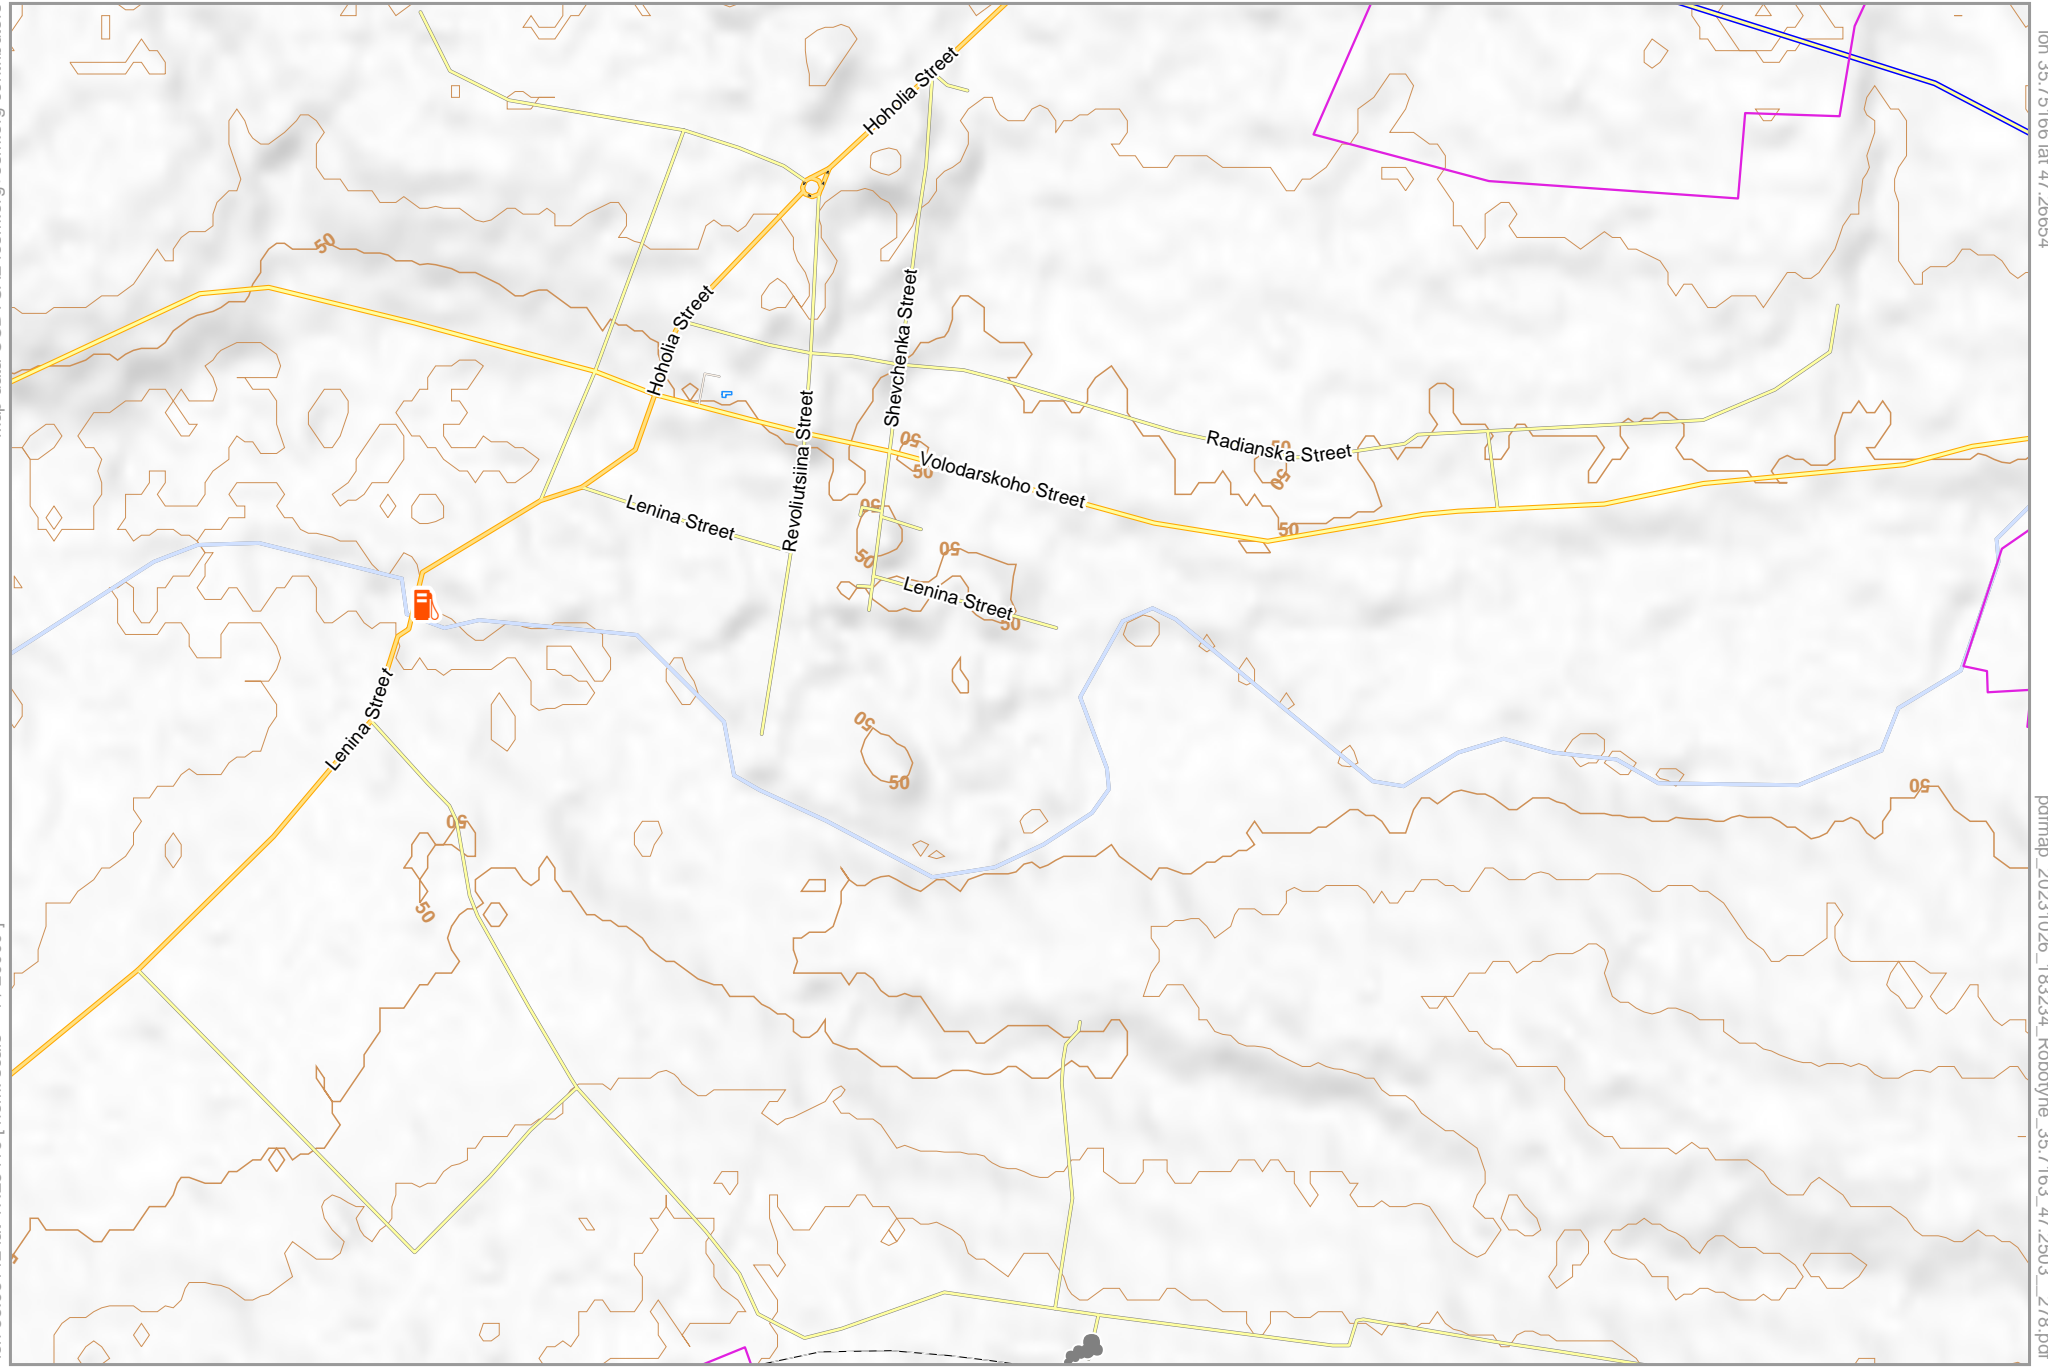 Hoholia Street
50
Shevchenka Street
Hoholia Street
Revoliutsiina Street
50
Volodarskoho Street
50
Radianska Street
50
50
50
Lenina Street
50
50
50
Lenina Street
50
Lenina Street
50
50
50
50
50
lon 35.75166 lat 47.26654
pdfmap_20231026_183234_Robotyne_35.7163_47.2503__278.pdf